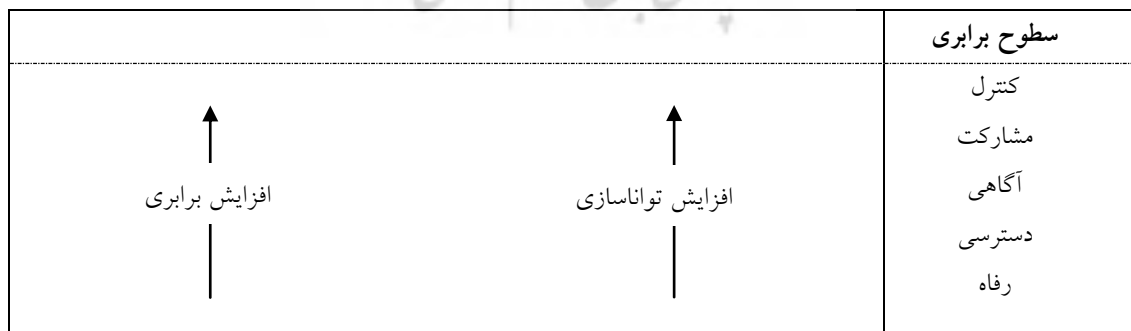 سطوح برابری
کنترل
مشارکت
آگاهی
دسترسی
رفاه
افزایش تواناسازی
افزایش برابری